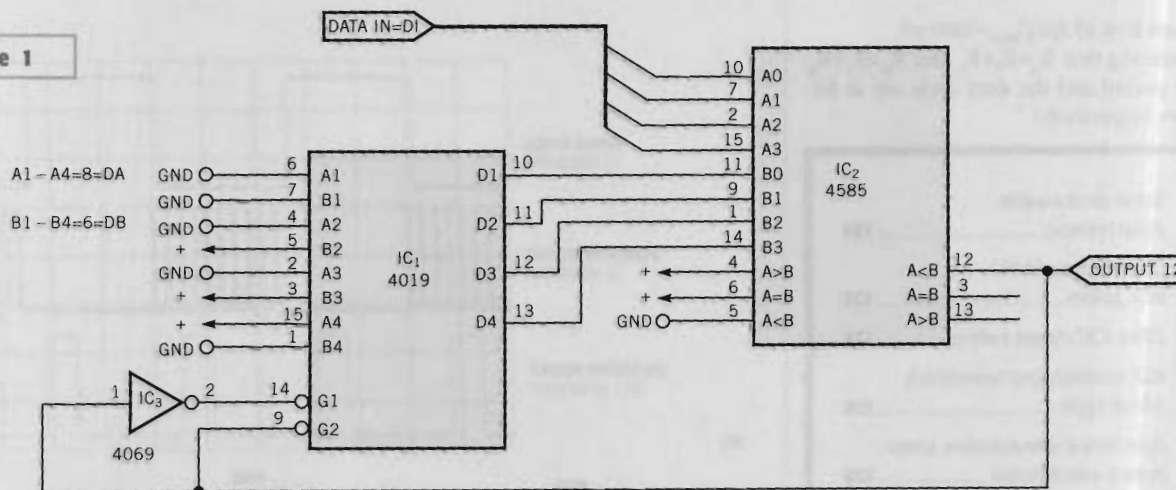 DATA IN=DI
e 1
A1 – A4=8=DA
B1 – B4=6=DB
GND 6 A1
GND 7 B1
GND 4 A2
+ 5 B2
GND 2 A3
+ 3 B3
+ 15 A4
GND 1 B4
14 G1
9 G2
IC1
4019
D1 10
D2 11
D3 12
D4 13
1 IC3 2
4069
10 A0
7 A1
2 A2
15 A3
11 B0
9 B1
1 B2
14 B3
+ 4 A>B
+ 6 A=B
GND 5 A<B
IC2
4585
A<B 12
A=B 3
A>B 13
OUTPUT 12